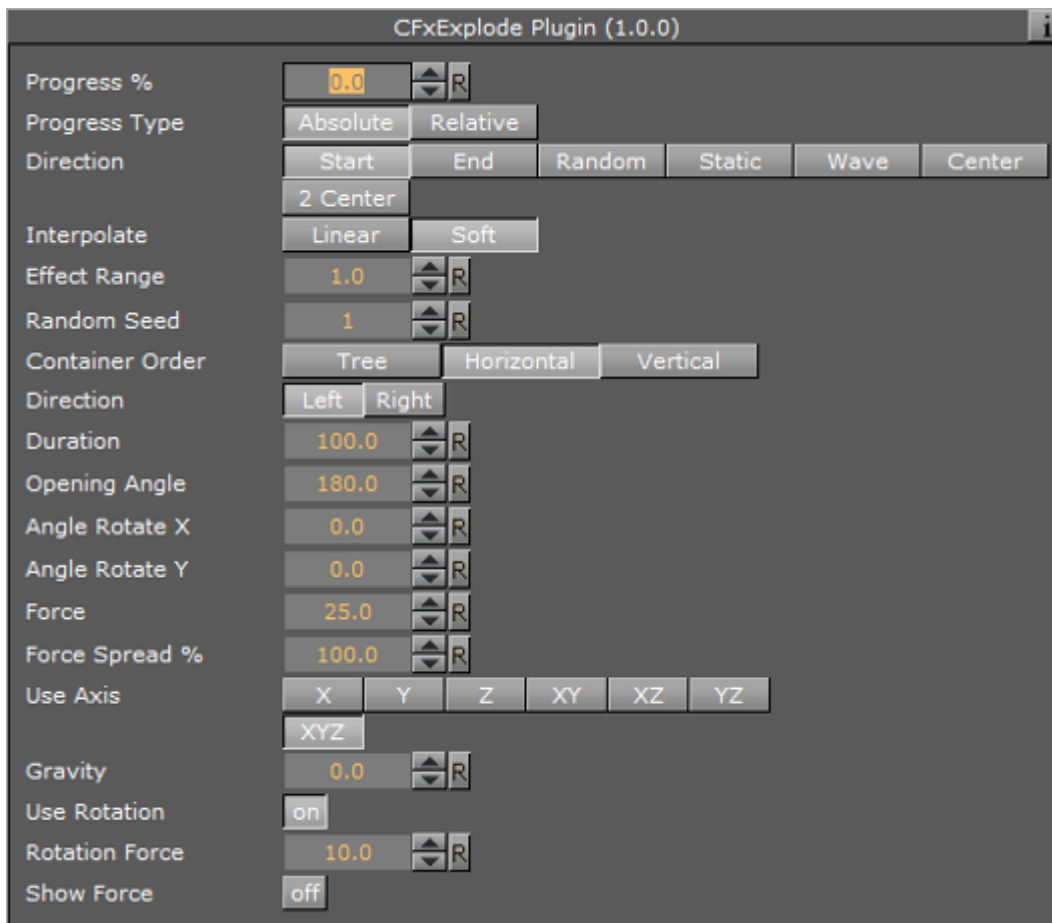 CFxExplode Plugin (1.0.0) i
Progress % 0.0 R
Progress Type Absolute Relative
Direction Start End Random Static Wave Center
2 Center
Interpolate Linear Soft
Effect Range 1.0 R
Random Seed 1 R
Container Order Tree Horizontal Vertical
Direction Left Right
Duration 100.0 R
Opening Angle 180.0 R
Angle Rotate X 0.0 R
Angle Rotate Y 0.0 R
Force 25.0 R
Force Spread % 100.0 R
Use Axis X Y Z XY XZ YZ
XYZ
Gravity 0.0 R
Use Rotation on
Rotation Force 10.0 R
Show Force off